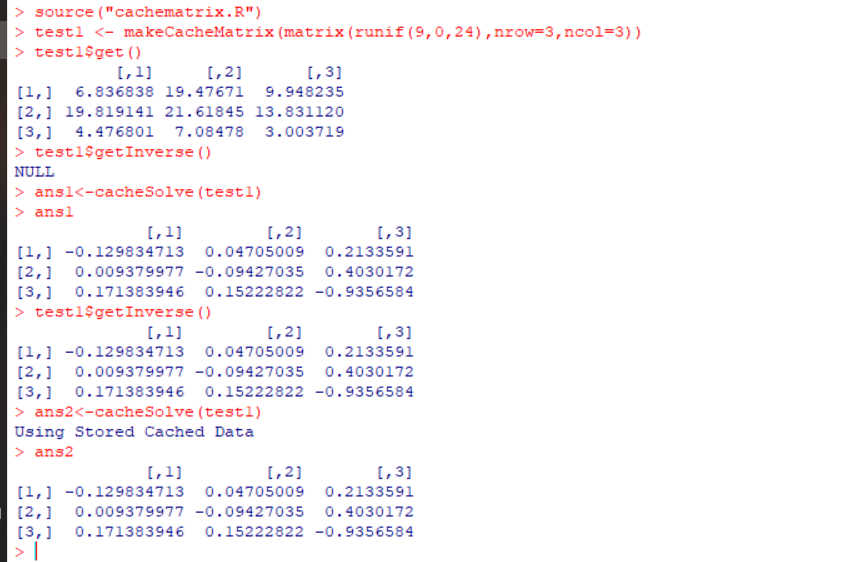 > source("cachematrix.R")
> test1 <- makeCacheMatrix(matrix(runif(9,0,24),nrow=3,ncol=3))
> test1$get()
[,1] [,2] [,3]
[1,] 6.836838 19.47671 9.948235
[2,] 19.819141 21.61845 13.831120
[3,] 4.476801 7.08478 3.003719
> test1$getInverse()
NULL
> ans1<-cacheSolve(test1)
> ans1
[,1] [,2] [,3]
[1,] -0.129834713 0.04705009 0.2133591
[2,] 0.009379977 -0.09427035 0.4030172
[3,] 0.171383946 0.15222822 -0.9356584
> test1$getInverse()
[,1] [,2] [,3]
[1,] -0.129834713 0.04705009 0.2133591
[2,] 0.009379977 -0.09427035 0.4030172
[3,] 0.171383946 0.15222822 -0.9356584
> ans2<-cacheSolve(test1)
Using Stored Cached Data
> ans2
[,1] [,2] [,3]
[1,] -0.129834713 0.04705009 0.2133591
[2,] 0.009379977 -0.09427035 0.4030172
[3,] 0.171383946 0.15222822 -0.9356584
>